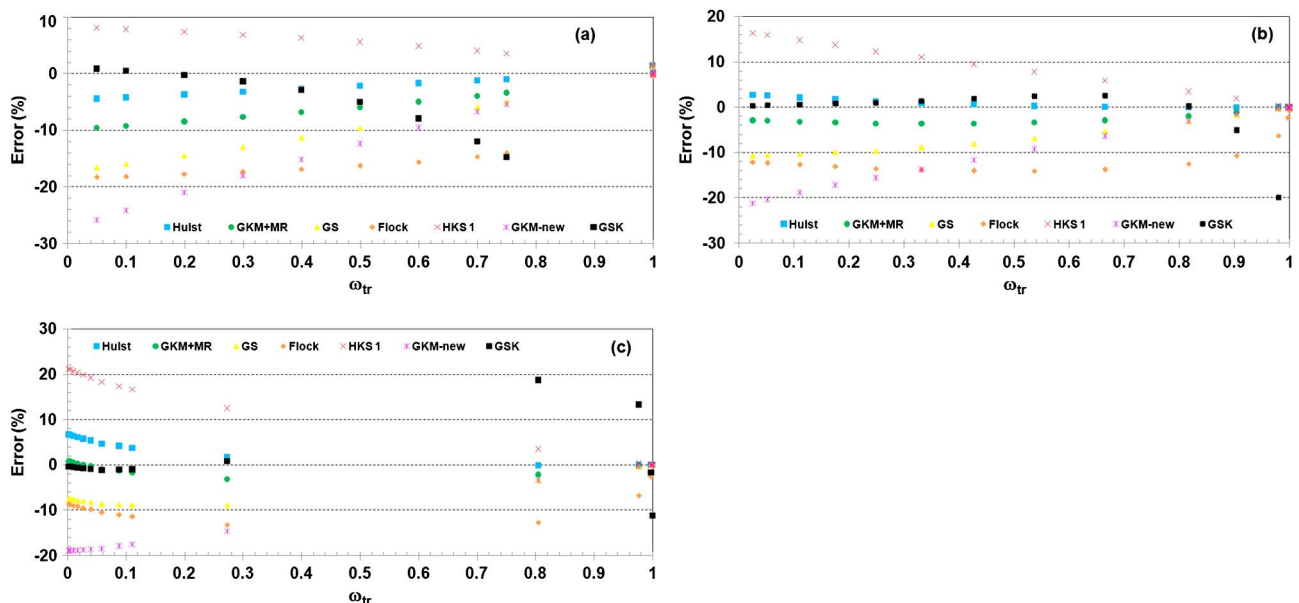 (a)
Error (%)
10
0
-10
-20
-30
Hulst GKM+MR GS Flock HKS 1 GKM-new GSK
0 0.1 0.2 0.3 0.4 0.5 0.6 0.7 0.8 0.9 1
ωtr
(b)
Error (%)
20
10
0
-10
-20
-30
Hulst GKM+MR GS Flock HKS 1 GKM-new GSK
0 0.1 0.2 0.3 0.4 0.5 0.6 0.7 0.8 0.9 1
ωtr
(c)
Error (%)
30
20
10
0
-10
-20
Hulst GKM+MR GS Flock HKS 1 GKM-new GSK
0 0.1 0.2 0.3 0.4 0.5 0.6 0.7 0.8 0.9 1
ωtr